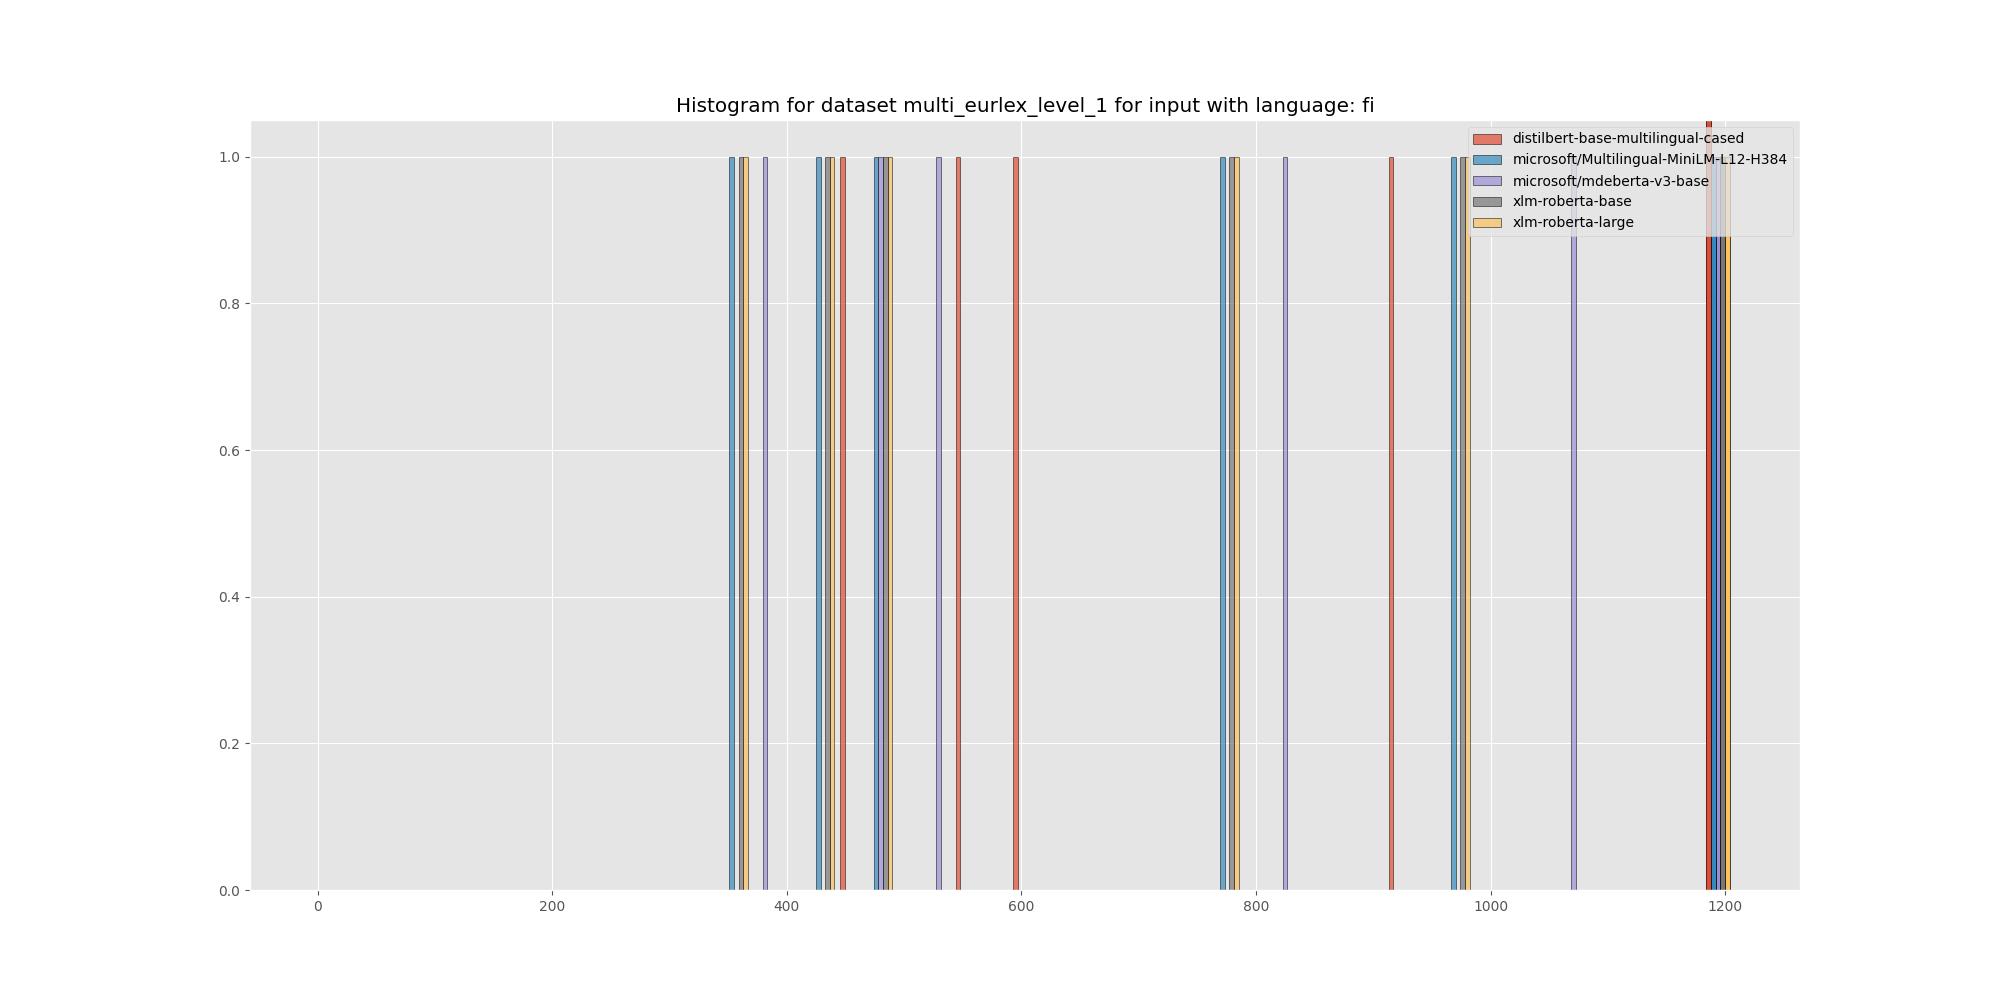 Histogram for dataset multi_eurlex_level_1 for input with language: fi
distilbert-base-multilingual-cased
microsoft/Multilingual-MiniLM-L12-H384
microsoft/mdeberta-v3-base
xlm-roberta-base
xlm-roberta-large
1.0
0.8
0.6
0.4
0.2
0.0
0 200 400 600 800 1000 1200